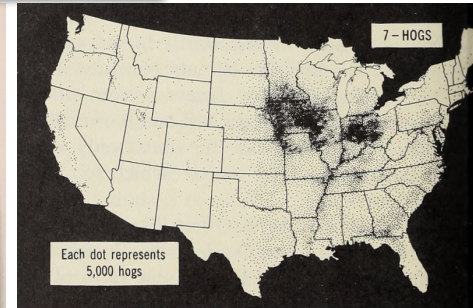 7 – HOGS
Each dot represents
5,000 hogs